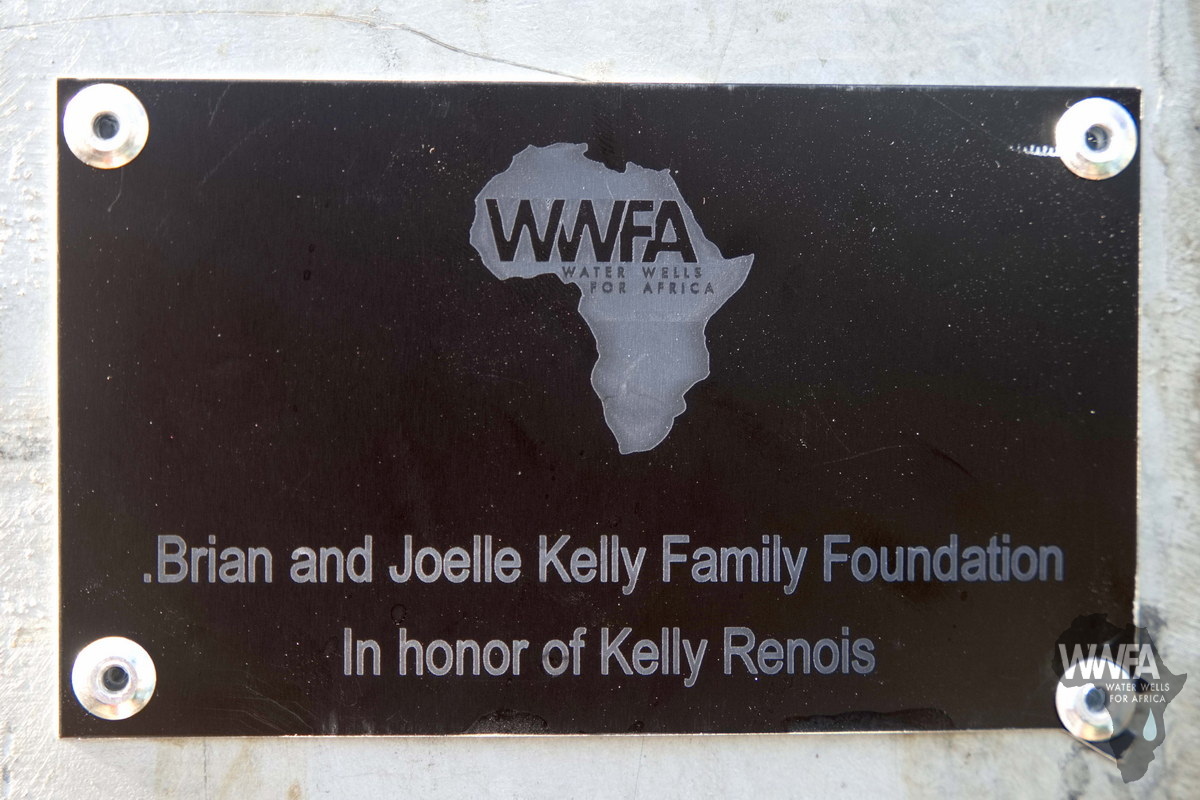 WWFA
WATER WELLS
FOR AFRICA
.Brian and Joelle Kelly Family Foundation
In honor of Kelly Renois
WWFA
WATER WELLS
FOR AFRICA